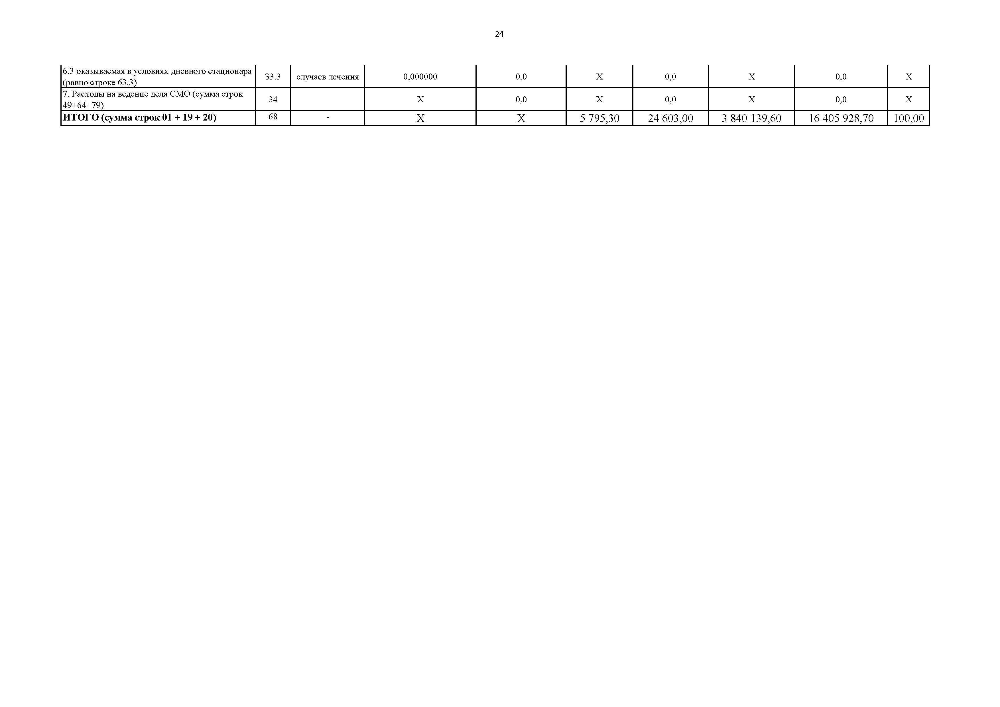 24
6.3 оказываемая в условиях дневного стационара
(равно строке 63.3) 33.3 случаев лечения 0,000000 0,0 X 0,0 X 0,0 X
7. Расходы на ведение дела СМО (сумма строк
49+64+79) 34 X 0,0 X 0,0 X 0,0 X
ИТОГО (сумма строк 01 + 19 + 20) 68 - X X 5 795,30 24 603,00 3 840 139,60 16 405 928,70 100,00